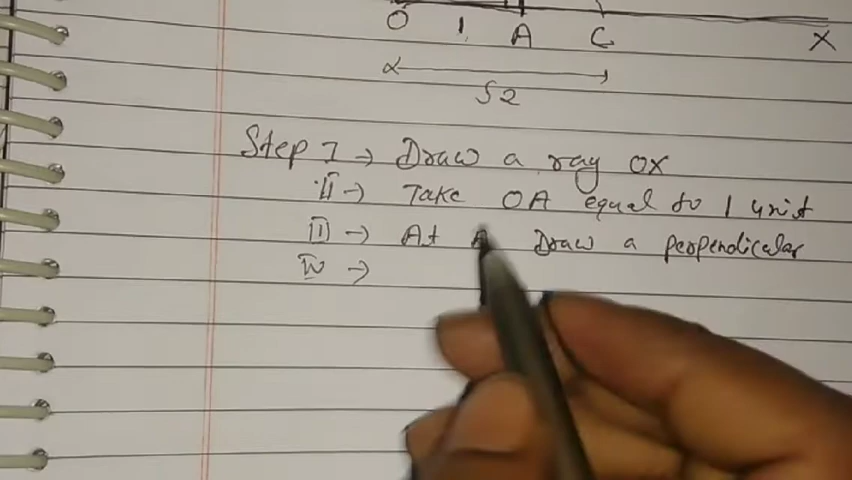 O 1 A C X
√2
Step I → Draw a ray OX
II → Take OA equal to 1 unit
III → At A Draw a perpendicular
IV →